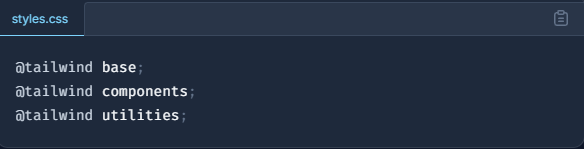 styles.css
@tailwind base;
@tailwind components;
@tailwind utilities;